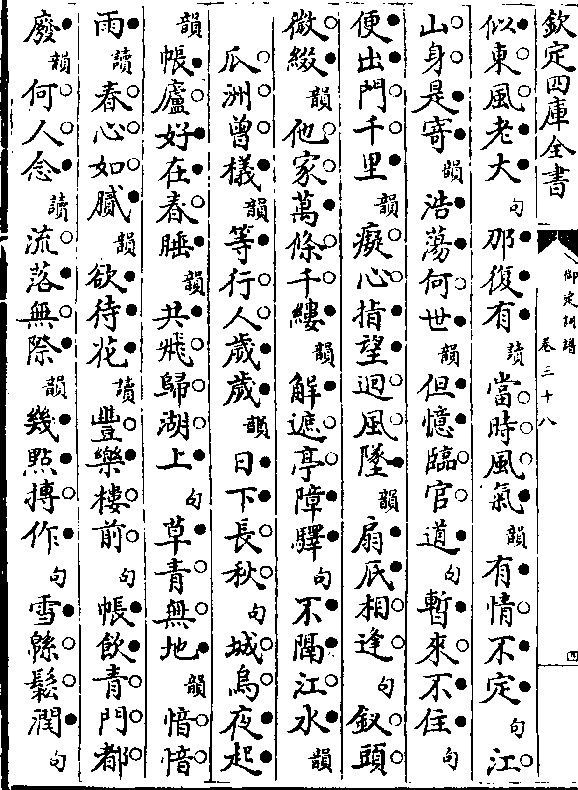 欽定四庫全書
御定詞譜
卷三十八
四
似東風老大句那復有讀當時風氣韻有情不定句江
山身是寄韻浩蕩何世韻但憶臨官道句暫來不住句
便出門千里韻癡心指望迴風墜韻扇底相逢句釵頭
微綴韻他家萬條千縷韻解遮亭障驛句不隔江水韻
瓜洲曾檥韻等行人歲歲韻日下長秋句城烏夜起
韻帳廬好在春睡韻共飛歸湖上句草青無地韻愔愔
雨讀春心如膩韻欲待花讀豐樂樓前句帳飲青門都
廢韻何人念讀流落無際韻幾點摶作句雪緜鬆潤句